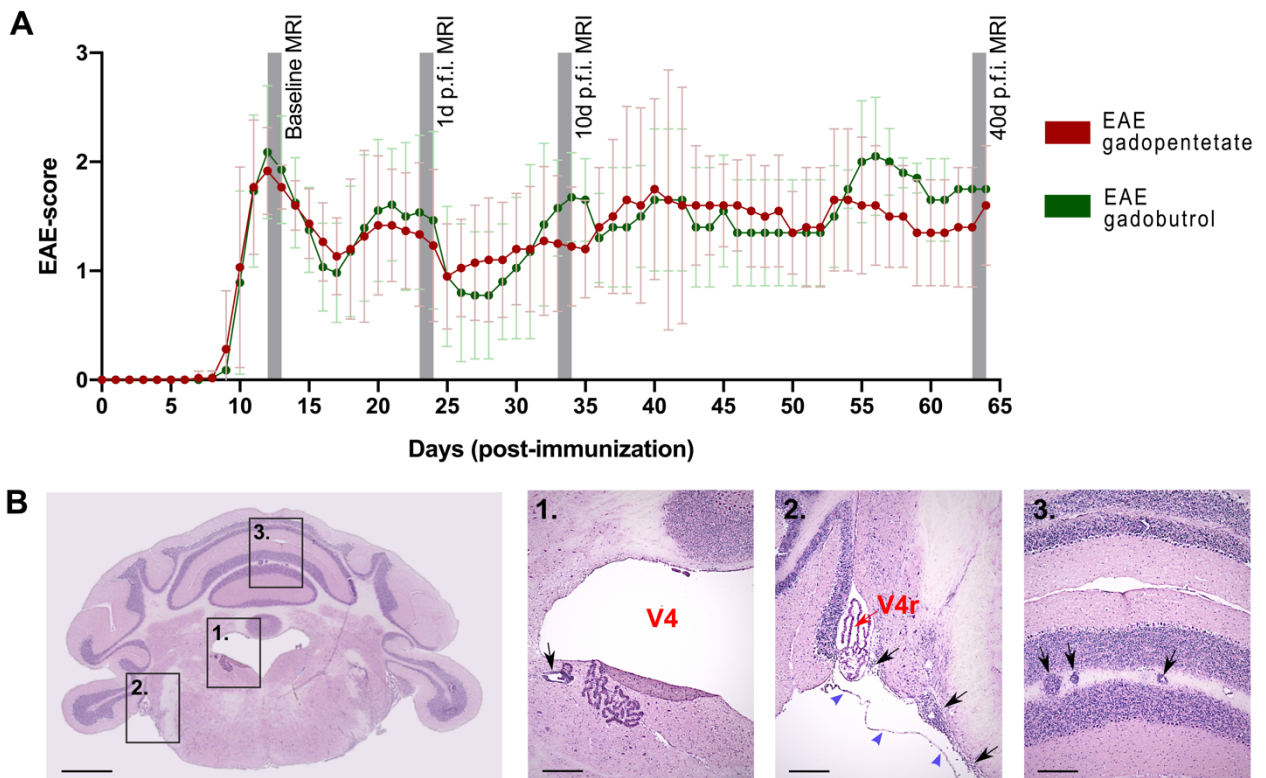 A
3
2
1
0
EAE-score
Baseline MRI
1d p.f.i. MRI
10d p.f.i. MRI
40d p.f.i. MRI
0 5 10 15 20 25 30 35 40 45 50 55 60 65
Days (post-immunization)
EAE
gadopentetate
EAE
gadobutrol
B
3.
1.
2.
1.
V4
2.
V4r
3.